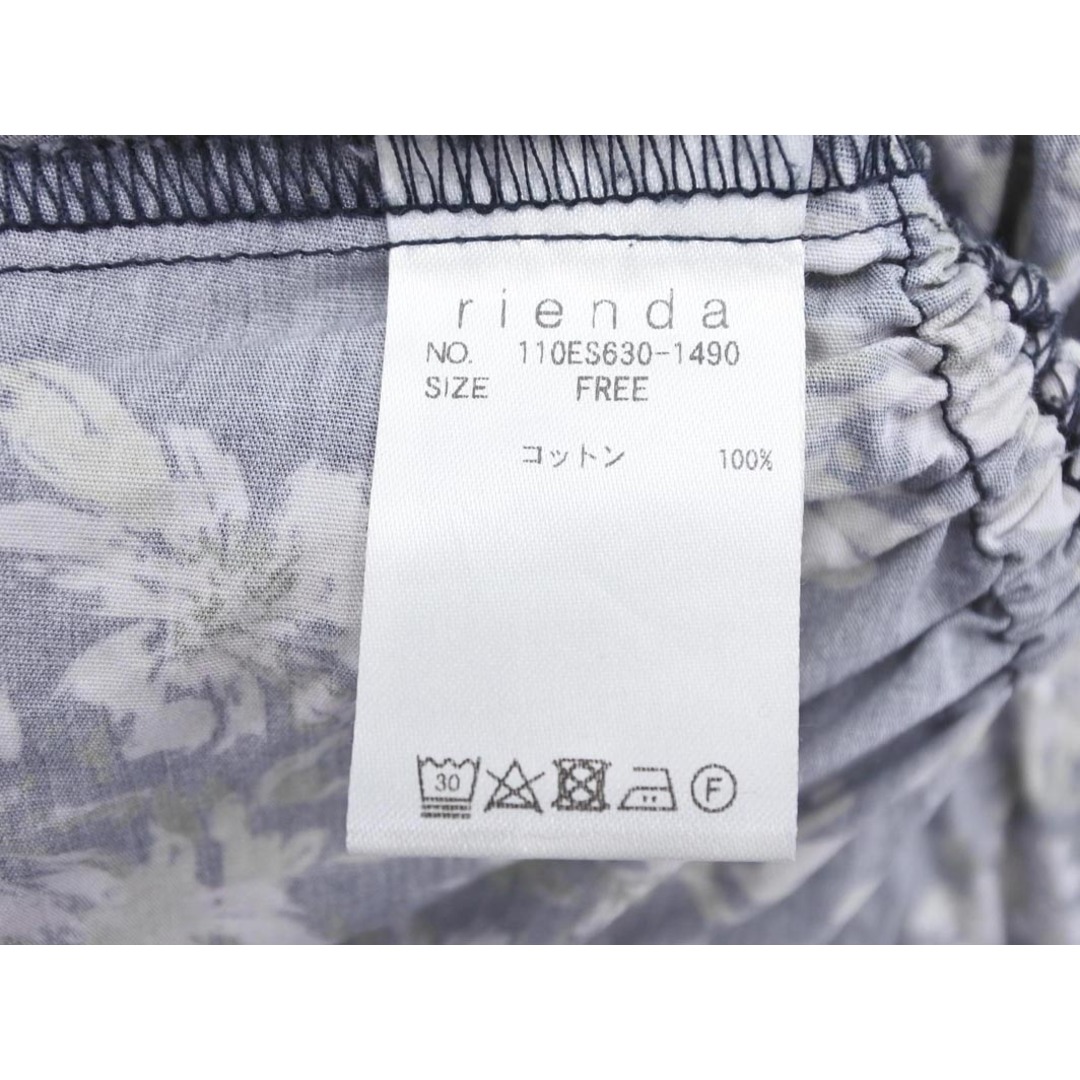 rienda
NO. 110ES630-1490
SIZE FREE
コットン 100%
30 F